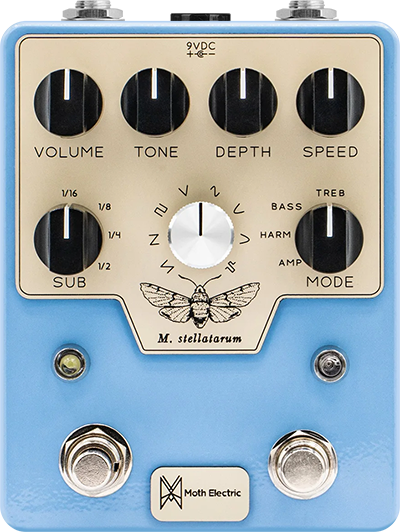 9VDC
VOLUME TONE DEPTH SPEED
1/16
1/8
1/4
1/2
SUB
TREB
BASS
HARM
AMP
MODE
M. stellatarum
Moth Electric